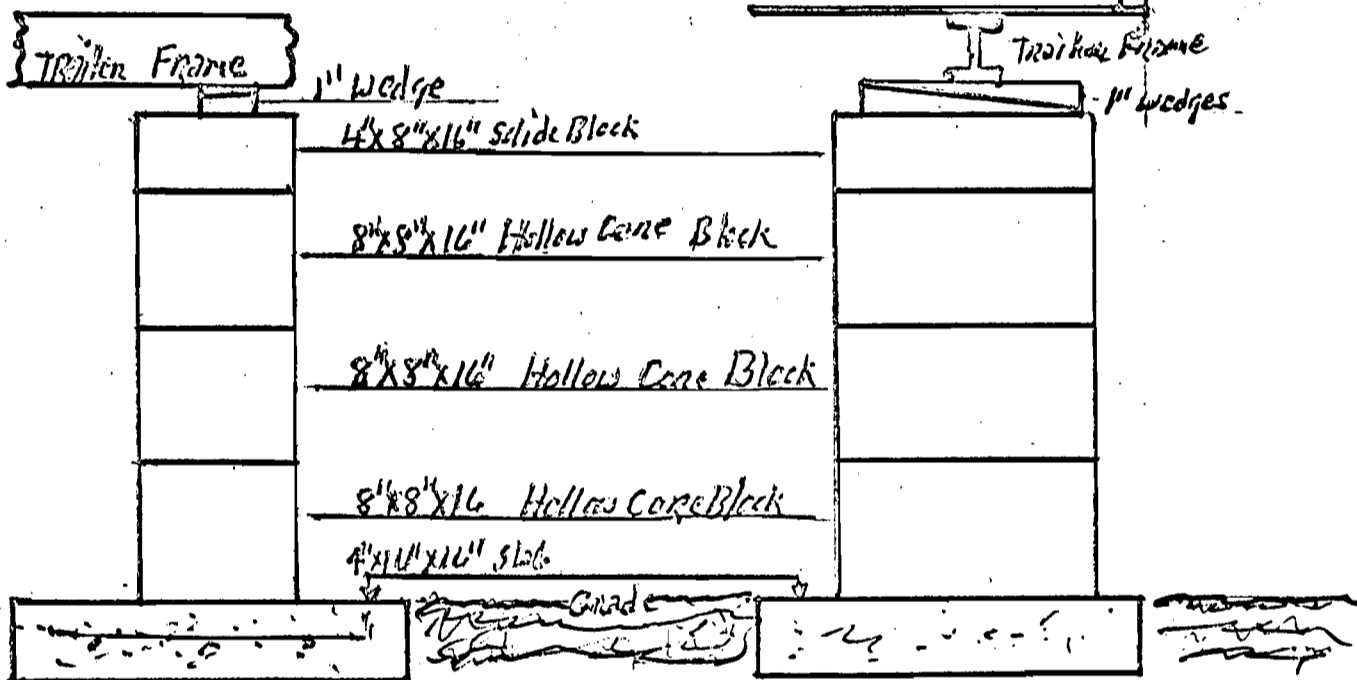 Trailer Frame
Trailer Frame
1" wedge
1" wedges
4"x8"x16" Solide Block
8"x8"x16" Hollow Core Block
8"x8"x16" Hollow Core Block
8"x8"x16 Hollow Core Block
4"x16"x16" Slab
Grade